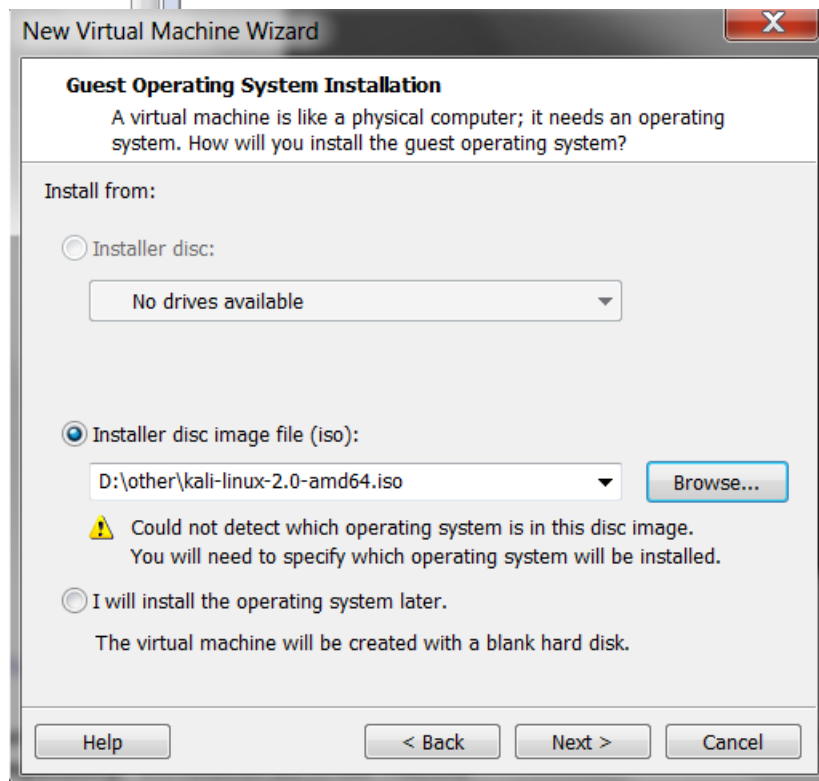 New Virtual Machine Wizard
Guest Operating System Installation
A virtual machine is like a physical computer; it needs an operating
system. How will you install the guest operating system?
Install from:
Installer disc:
No drives available
Installer disc image file (iso):
D:\other\kali-linux-2.0-amd64.iso
Browse...
Could not detect which operating system is in this disc image.
You will need to specify which operating system will be installed.
I will install the operating system later.
The virtual machine will be created with a blank hard disk.
Help
< Back
Next >
Cancel